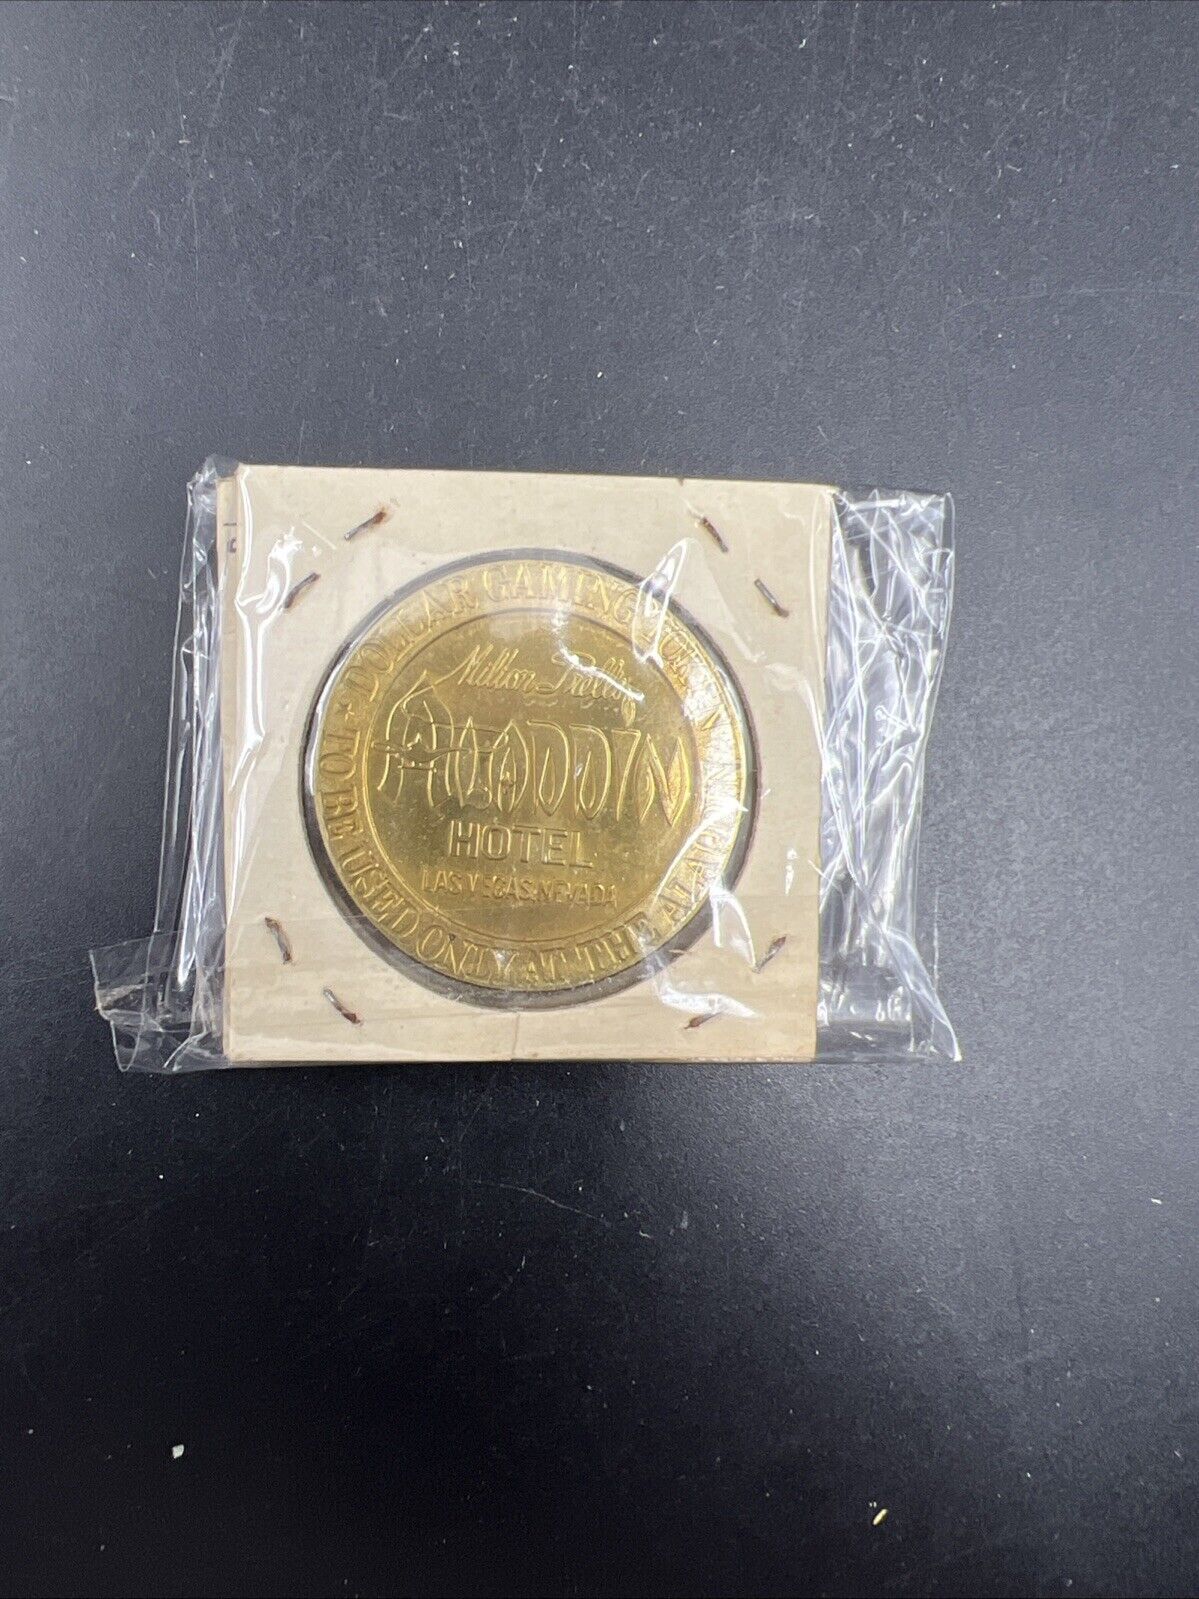 ★ DOLLAR GAMING TOKEN
Milton Prell's
ALADDIN
HOTEL
LAS VEGAS, NEVADA
TO BE USED ONLY AT THE ALADDIN